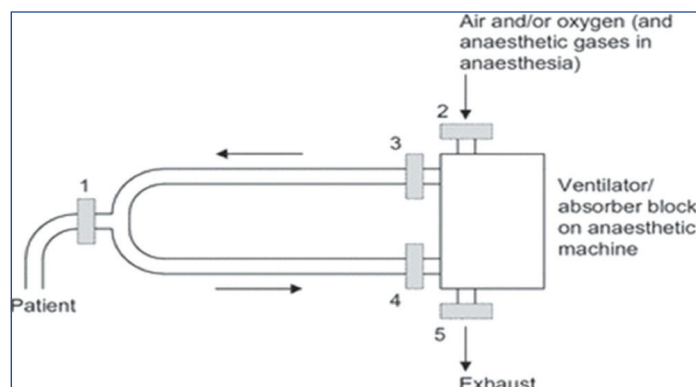 Air and/or oxygen (and
anaesthetic gases in
anaesthesia)
2
3
1
Ventilator/
absorber block
on anaesthetic
machine
4
Patient
5
Exhaust